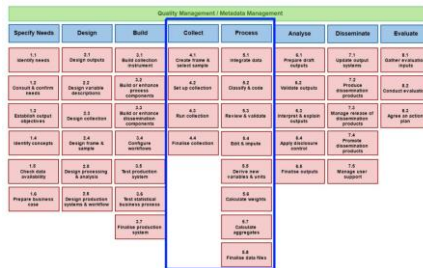 Quality Management / Metadata Management
Specify Needs
Design
Build
Collect
Process
Analyse
Disseminate
Evaluate
1.1
Identify needs
1.2
Consult & confirm
needs
1.3
Establish output
objectives
1.4
Identify concepts
1.5
Check data
availability
1.6
Prepare business
case
2.1
Design outputs
2.2
Design variable
descriptions
2.3
Design collection
2.4
Design frame &
sample
2.5
Design processing
& analysis
2.6
Design production
systems & workflow
3.1
Build collection
instrument
3.2
Build or enhance
process
components
3.3
Build or enhance
dissemination
components
3.4
Configure
workflows
3.5
Test production
system
3.6
Test statistical
business process
3.7
Finalise production
system
4.1
Create frame &
select sample
4.2
Set up collection
4.3
Run collection
4.4
Finalise collection
5.1
Integrate data
5.2
Classify & code
5.3
Review & validate
5.4
Edit & impute
5.5
Derive new
variables & units
5.6
Calculate weights
5.7
Calculate
aggregates
5.8
Finalise data files
6.1
Prepare draft
outputs
6.2
Validate outputs
6.3
Interpret & explain
outputs
6.4
Apply disclosure
control
6.5
Finalise outputs
7.1
Update output
systems
7.2
Produce
dissemination
products
7.3
Manage release of
dissemination
products
7.4
Promote
dissemination
products
7.5
Manage user
support
8.1
Gather evaluation
inputs
8.2
Conduct evaluation
8.3
Agree an action
plan